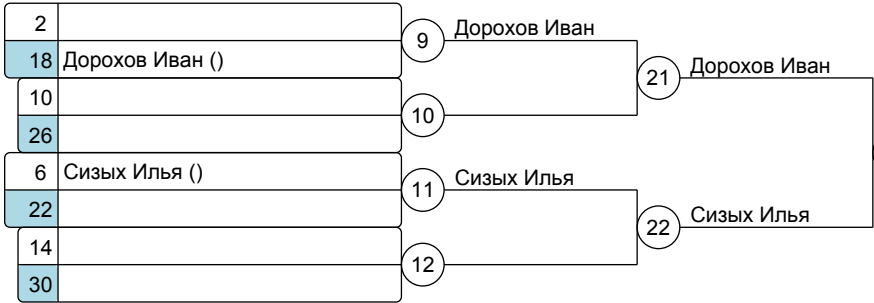 2
9
Дорохов Иван
18 Дорохов Иван ()
21
Дорохов Иван
10
10
26
6 Сизых Илья ()
11
Сизых Илья
22
22
Сизых Илья
14
12
30